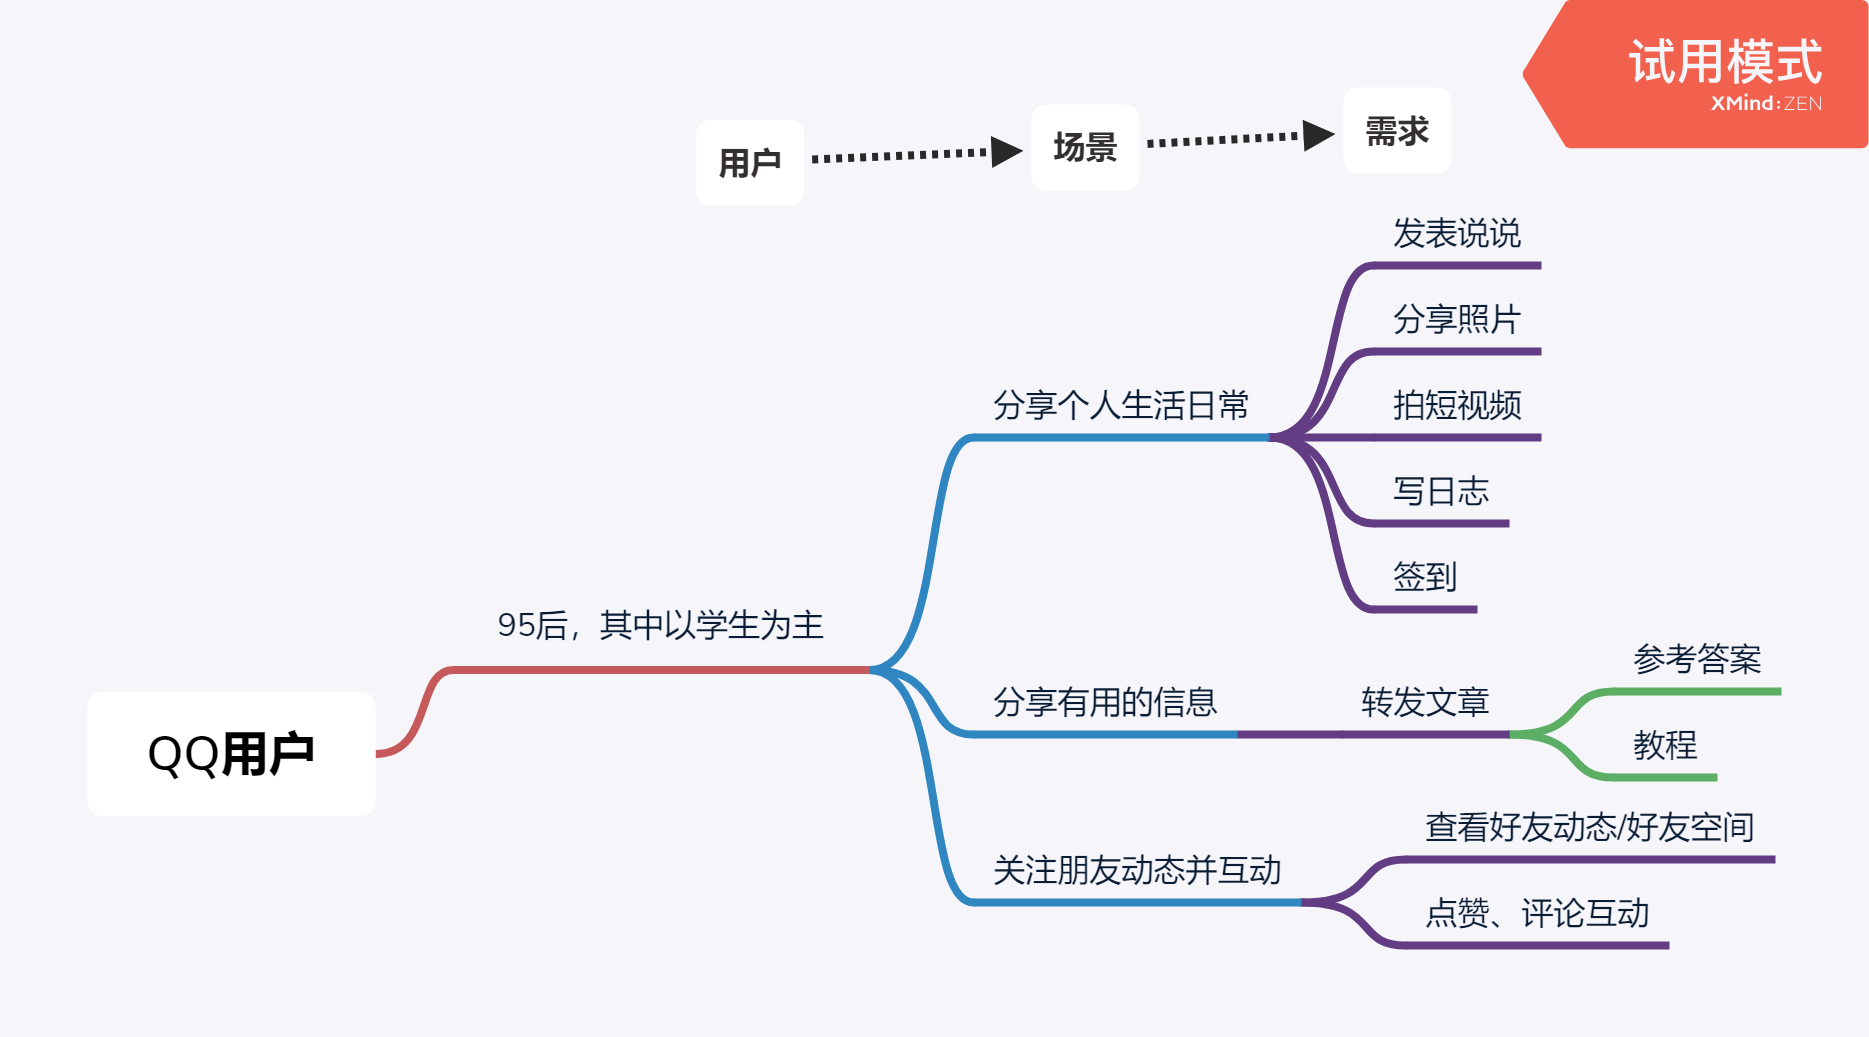 试用模式
XMind:ZEN
用户
场景
需求
发表说说
分享照片
分享个人生活日常
拍短视频
写日志
签到
95后，其中以学生为主
参考答案
分享有用的信息
转发文章
教程
QQ用户
查看好友动态/好友空间
关注朋友动态并互动
点赞、评论互动